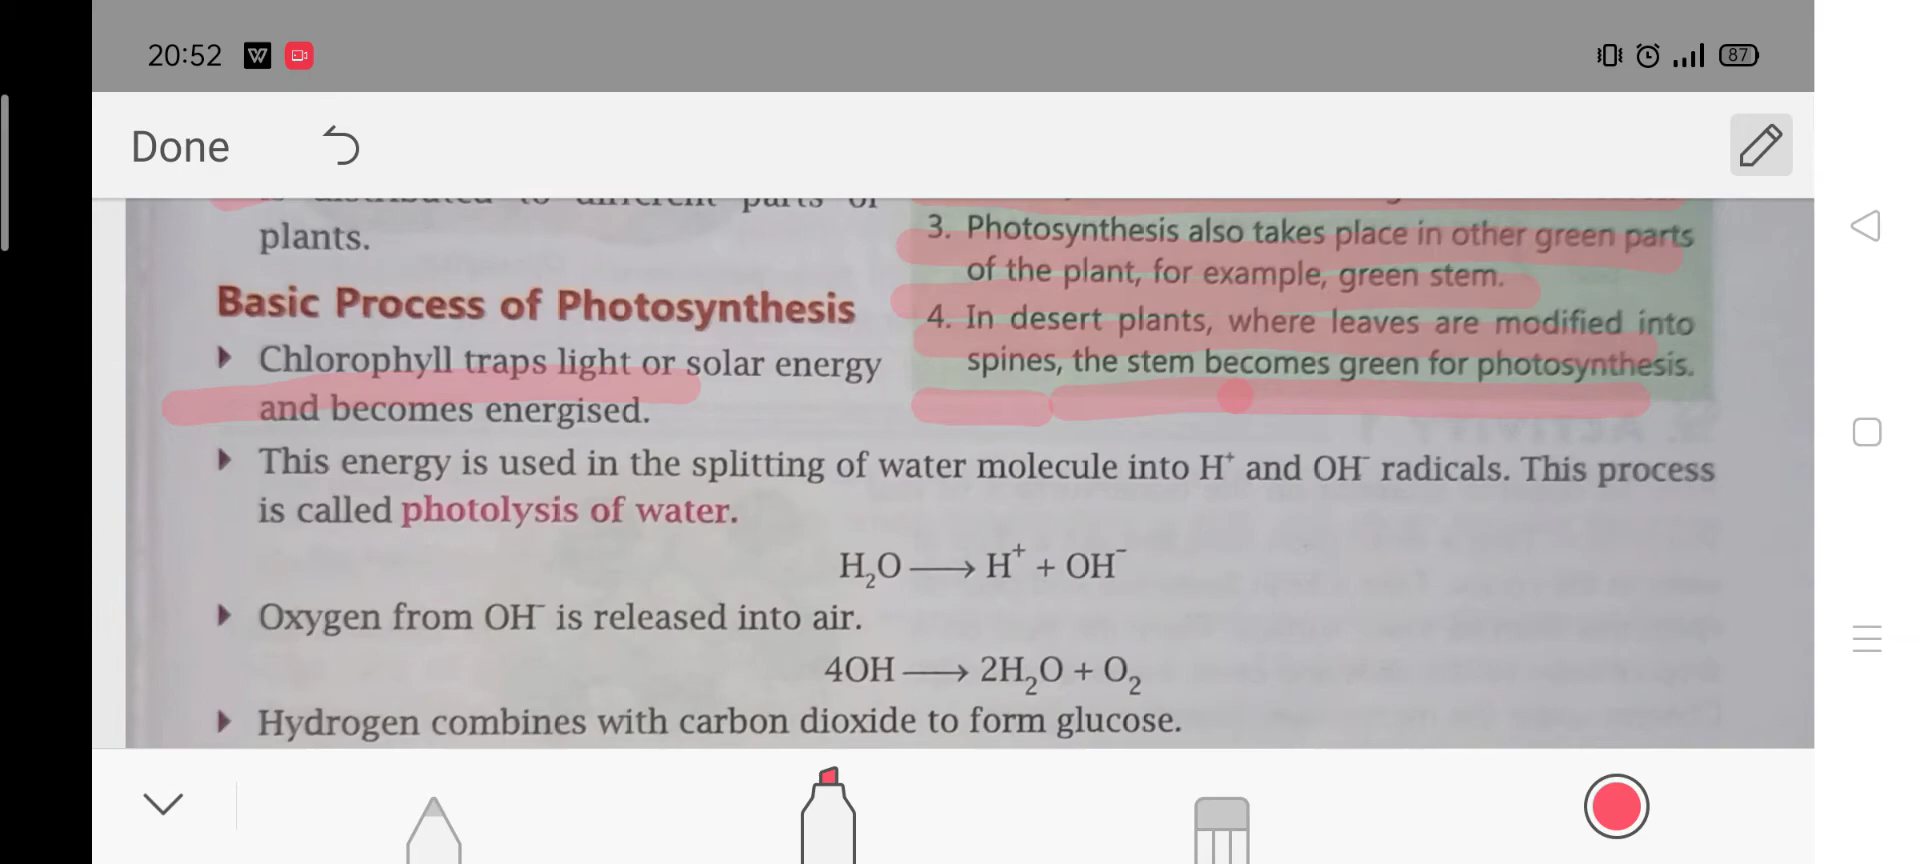 20:52
87
Done
plants.
Basic Process of Photosynthesis
▸ Chlorophyll traps light or solar energy
and becomes energised.
3. Photosynthesis also takes place in other green parts
of the plant, for example, green stem.
4. In desert plants, where leaves are modified into
spines, the stem becomes green for photosynthesis.
▸ This energy is used in the splitting of water molecule into H⁺ and OH⁻ radicals. This process
is called photolysis of water.
H₂O ⟶ H⁺ + OH⁻
▸ Oxygen from OH⁻ is released into air.
4OH ⟶ 2H₂O + O₂
▸ Hydrogen combines with carbon dioxide to form glucose.